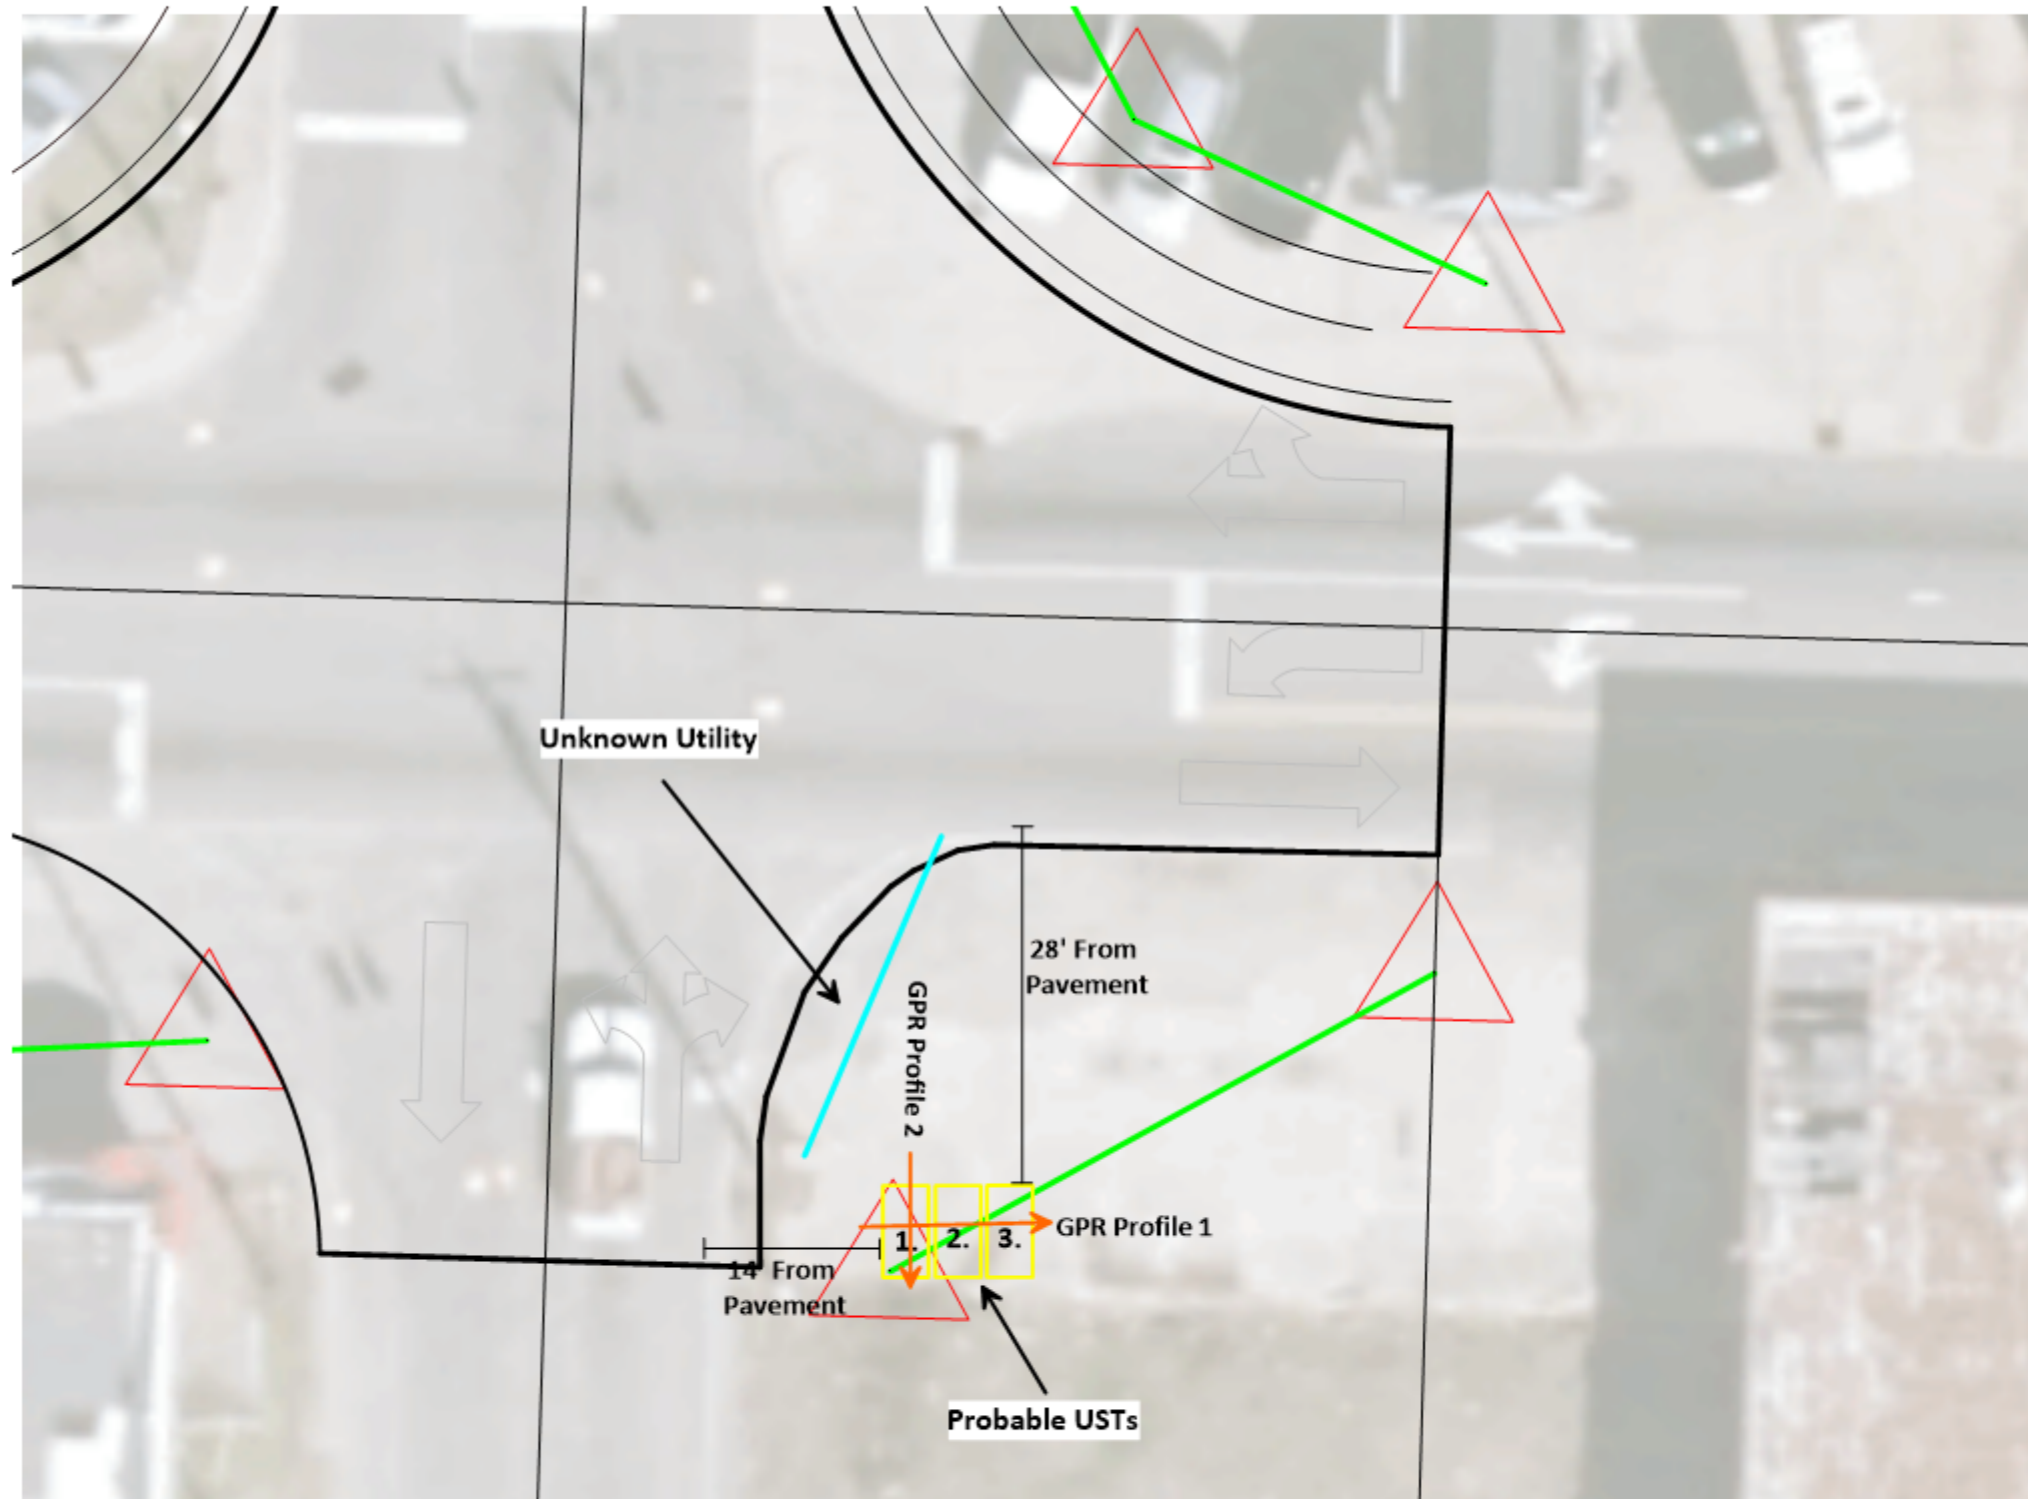 Unknown Utility
28' From
Pavement
GPR Profile 2
GPR Profile 1
1.
2.
3.
14' From
Pavement
Probable USTs